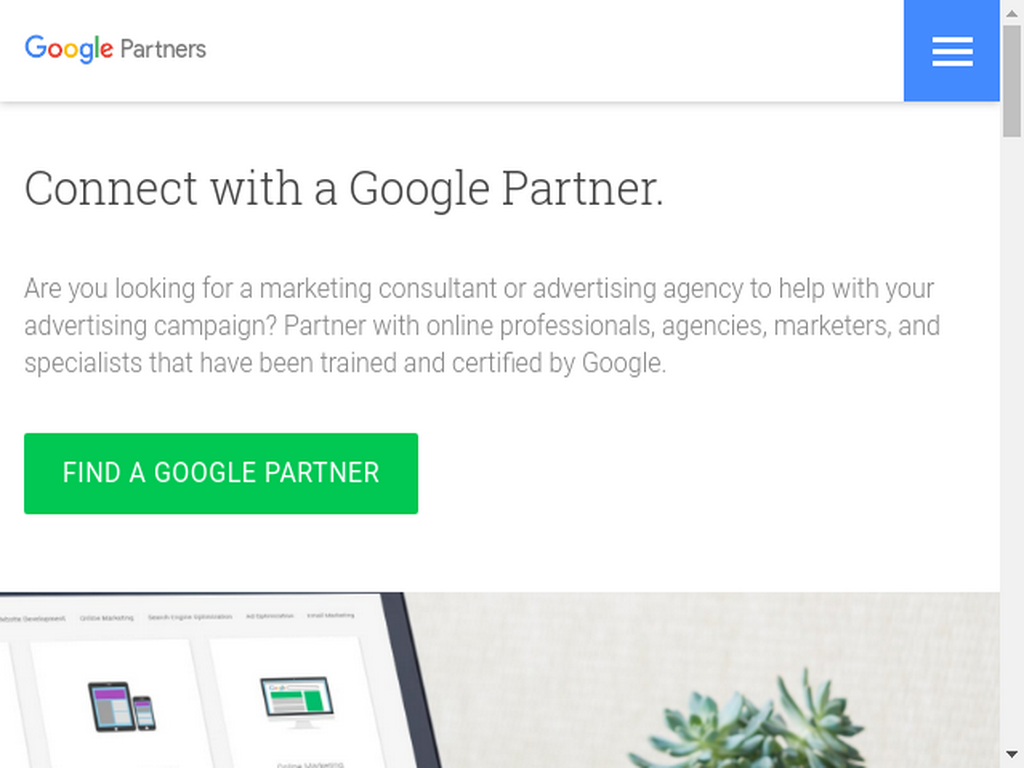 Google Partners
Connect with a Google Partner.
Are you looking for a marketing consultant or advertising agency to help with your
advertising campaign? Partner with online professionals, agencies, marketers, and
specialists that have been trained and certified by Google.
FIND A GOOGLE PARTNER
Development Online Marketing Search Engine Optimization Ad Optimization Email Marketing
Google
Online Marketing